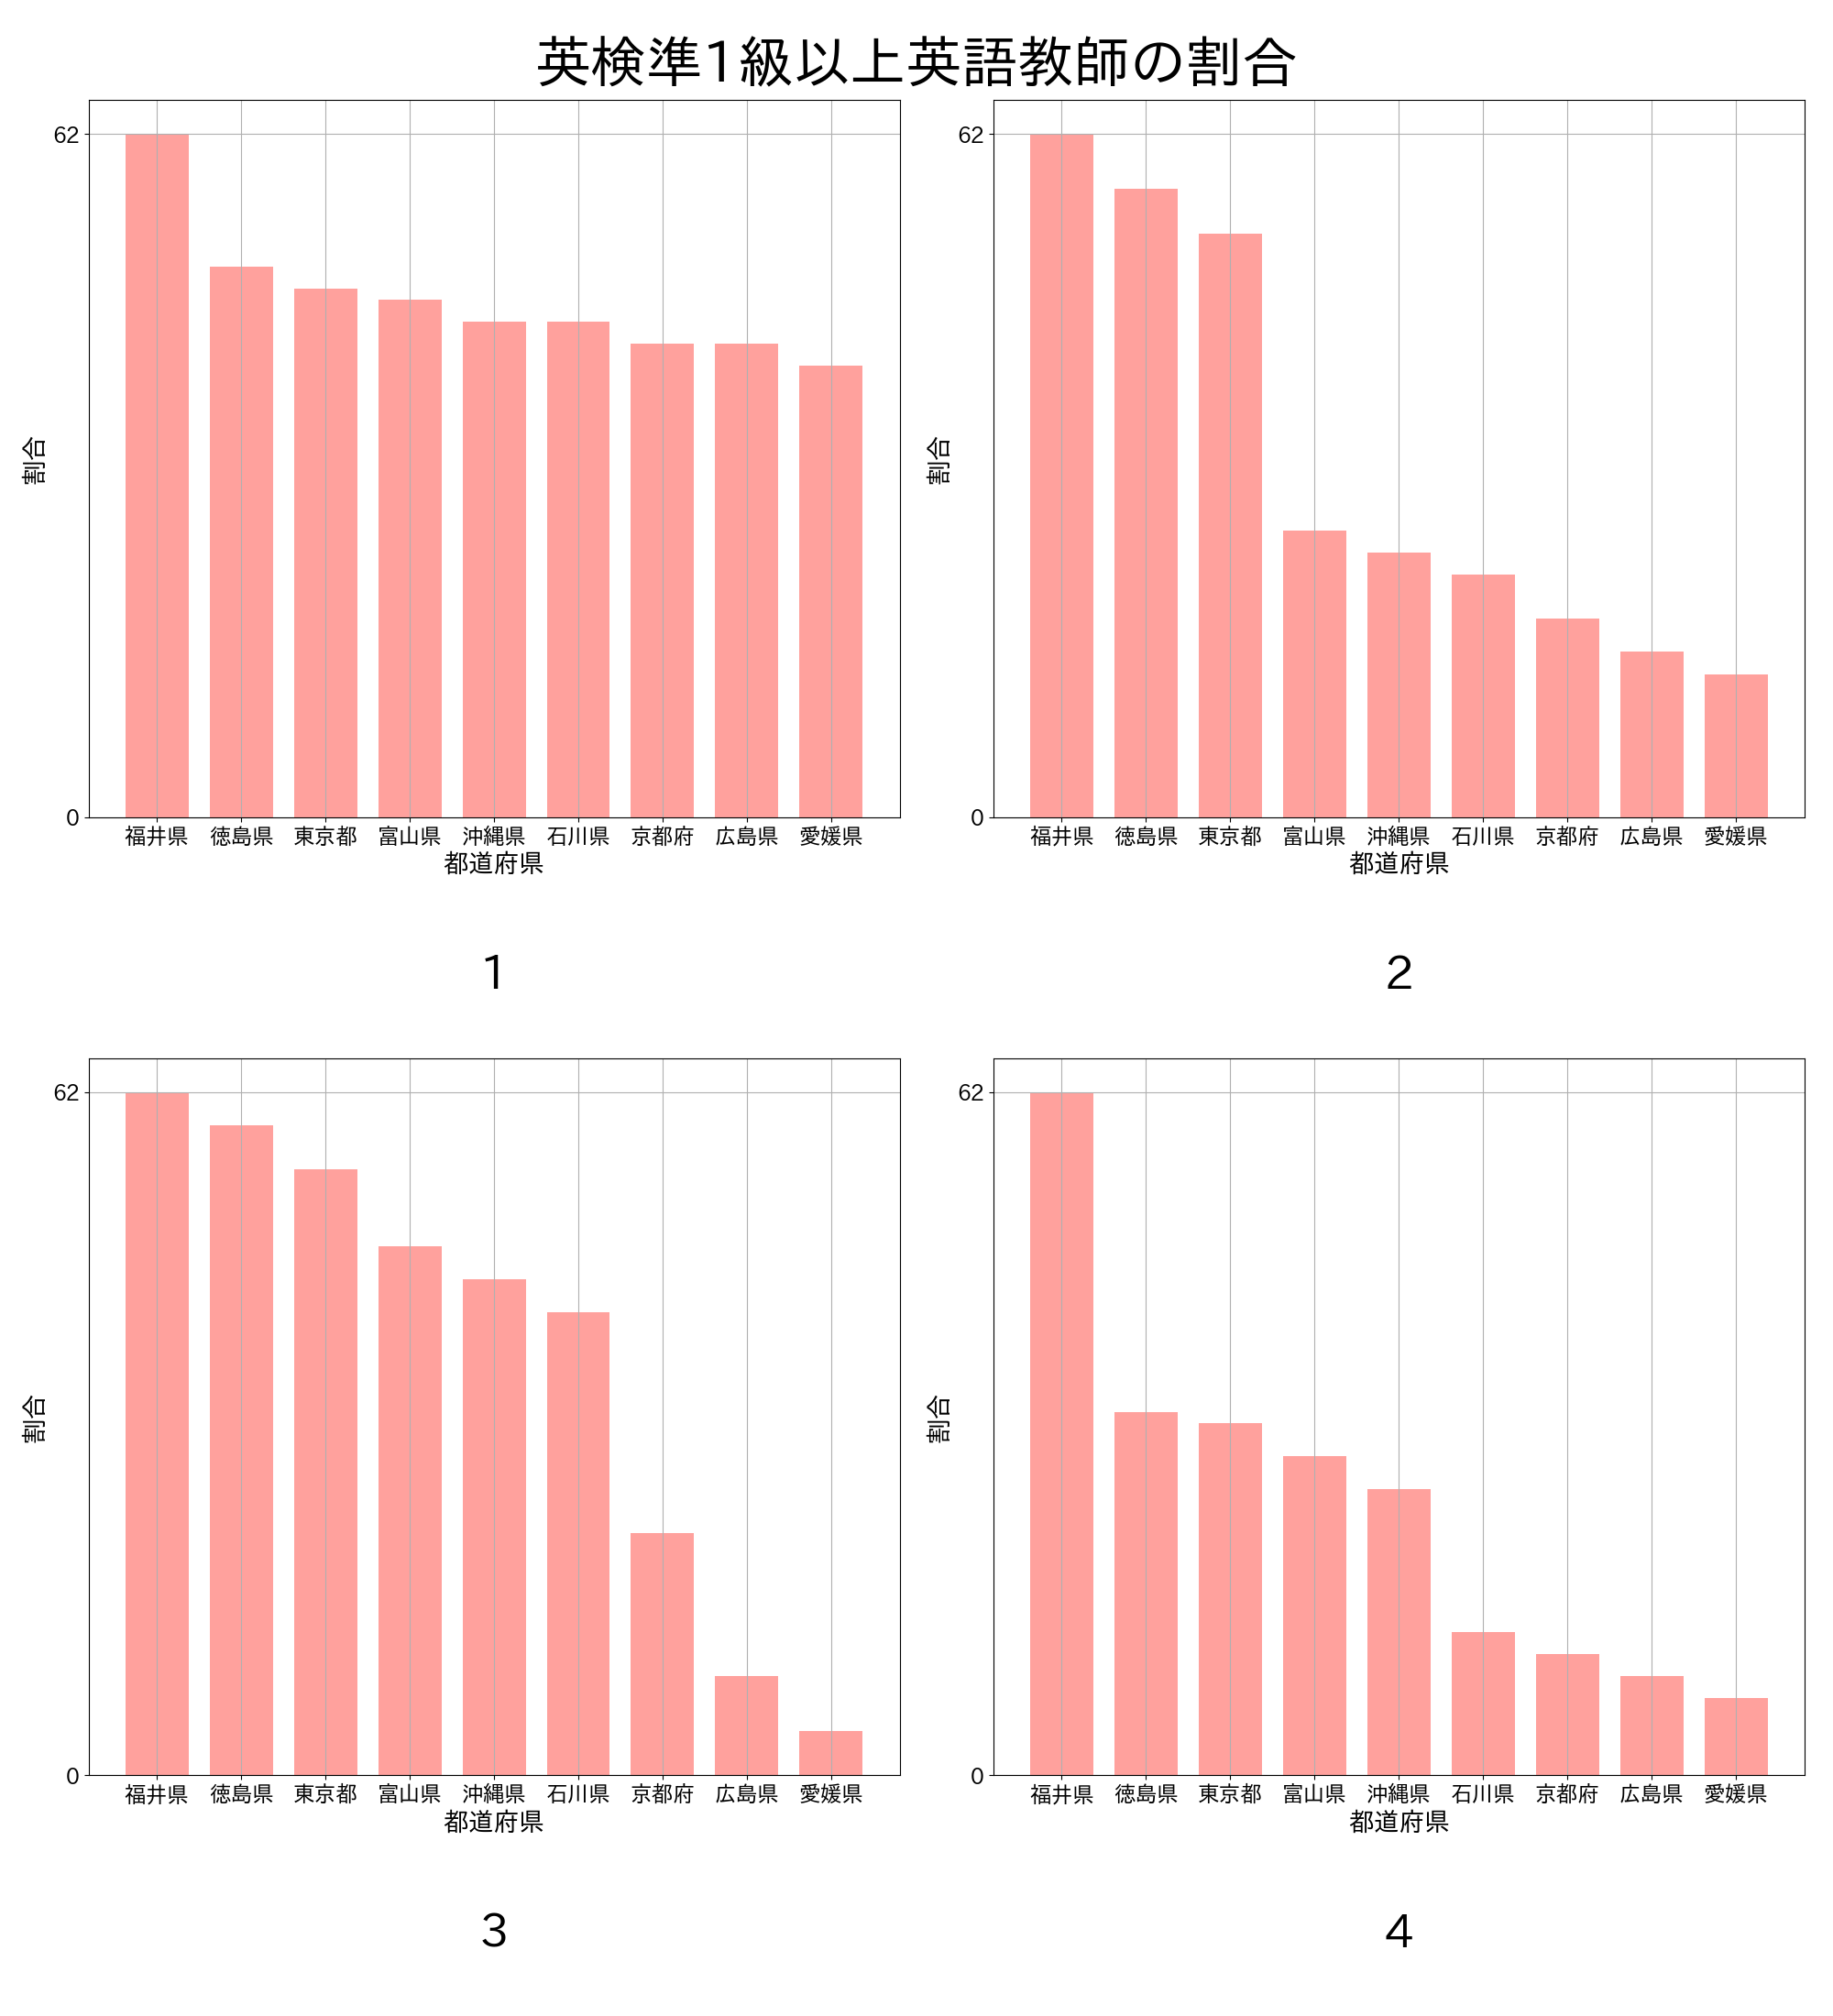 英検準1級以上英語教師の割合
62
0
割合
福井県 徳島県 東京都 富山県 沖縄県 石川県 京都府 広島県 愛媛県
都道府県
1
62
0
割合
福井県 徳島県 東京都 富山県 沖縄県 石川県 京都府 広島県 愛媛県
都道府県
2
62
0
割合
福井県 徳島県 東京都 富山県 沖縄県 石川県 京都府 広島県 愛媛県
都道府県
3
62
0
割合
福井県 徳島県 東京都 富山県 沖縄県 石川県 京都府 広島県 愛媛県
都道府県
4